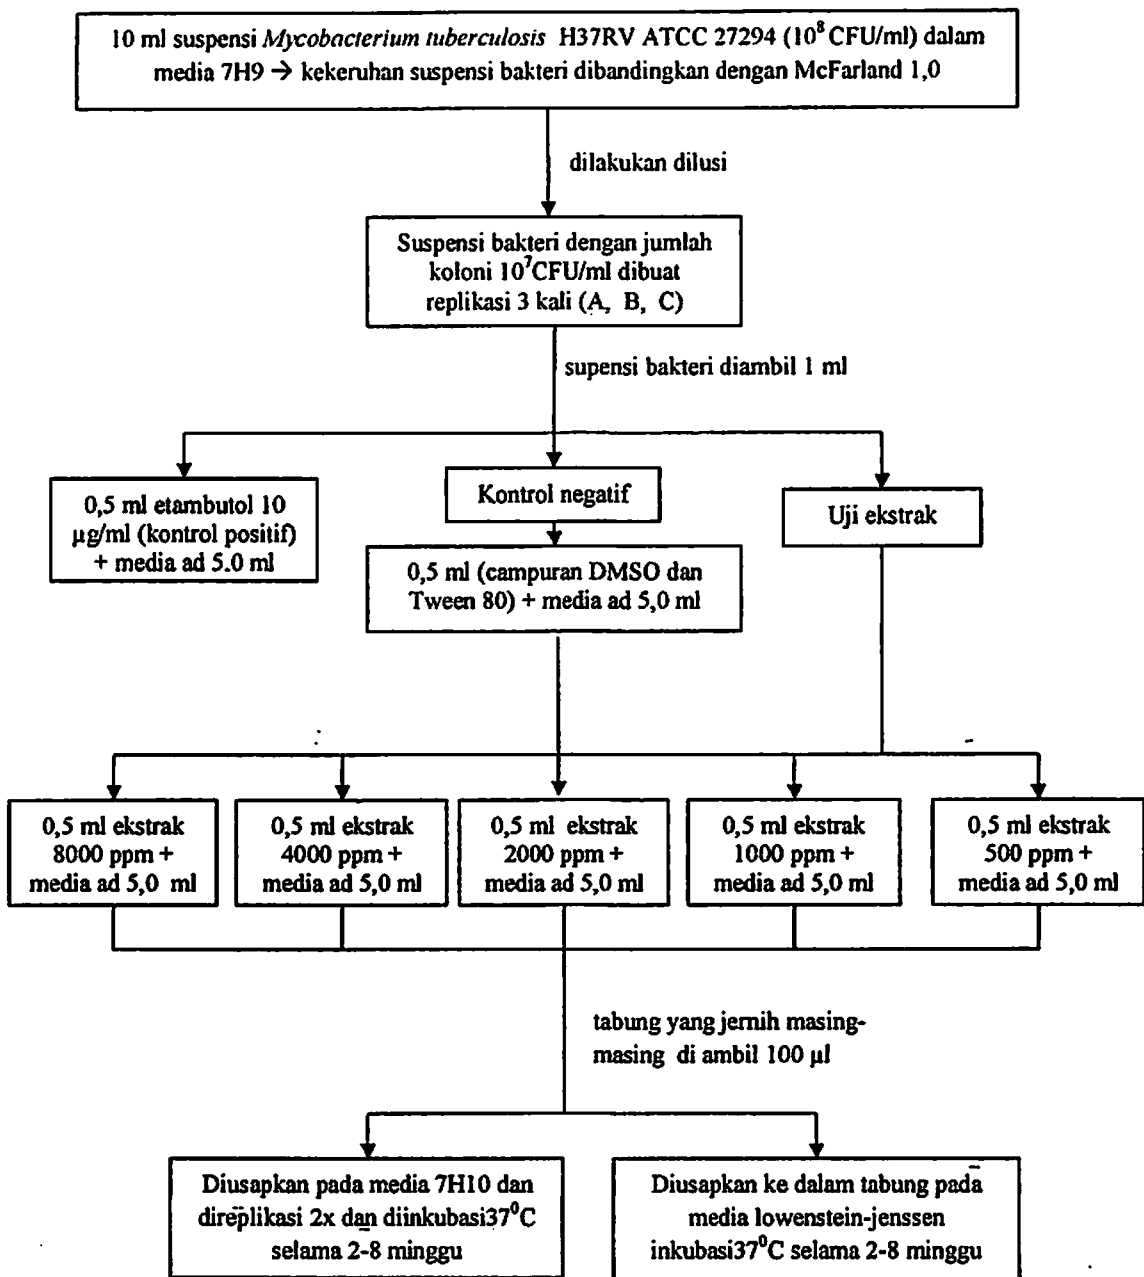 10 ml suspensi Mycobacterium tuberculosis H37RV ATCC 27294 (10⁸ CFU/ml) dalam
media 7H9 → kekeruhan suspensi bakteri dibandingkan dengan McFarland 1,0
dilakukan dilusi
Suspensi bakteri dengan jumlah
koloni 10⁷CFU/ml dibuat
replikasi 3 kali (A, B, C)
supensi bakteri diambil 1 ml
0,5 ml etambutol 10
µg/ml (kontrol positif)
+ media ad 5.0 ml
Kontrol negatif
Uji ekstrak
0,5 ml (campuran DMSO dan
Tween 80) + media ad 5,0 ml
0,5 ml ekstrak
8000 ppm +
media ad 5,0 ml
0,5 ml ekstrak
4000 ppm +
media ad 5,0 ml
0,5 ml ekstrak
2000 ppm +
media ad 5,0 ml
0,5 ml ekstrak
1000 ppm +
media ad 5,0 ml
0,5 ml ekstrak
500 ppm +
media ad 5,0 ml
tabung yang jernih masing-
masing di ambil 100 µl
Diusapkan pada media 7H10 dan
direplikasi 2x dan diinkubasi37⁰C
selama 2-8 minggu
Diusapkan ke dalam tabung pada
media lowenstein-jenssen
inkubasi37⁰C selama 2-8 minggu